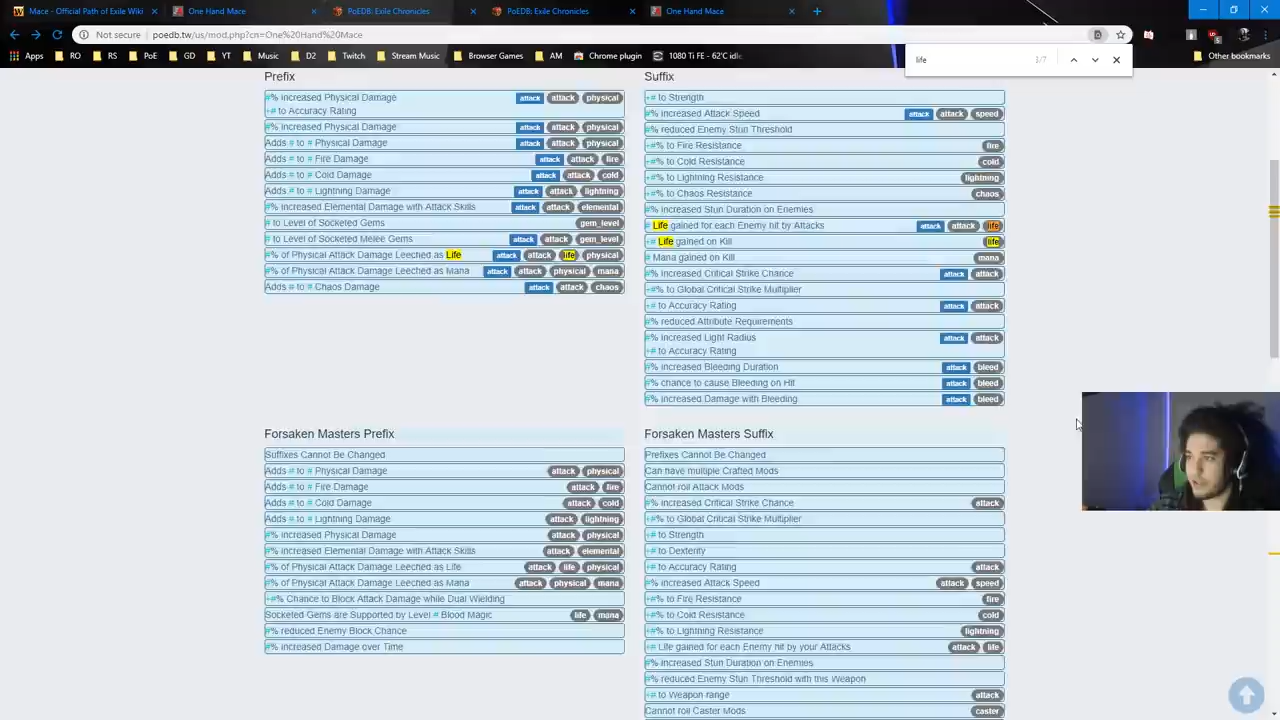 Mace - Official Path of Exile Wiki
One Hand Mace
PoEDB: Exile Chronicles
PoEDB: Exile Chronicles
One Hand Mace
Not secure | poedb.tw/us/mod.php?cn=One%20Hand%20Mace
Apps RO RS PoE GD YT Music D2 Twitch Stream Music Browser Games AM Chrome plugin 1080 Ti FE - 62°C idle. Other bookmarks
life 3/7
Prefix
#% increased Physical Damage attack attack physical
+# to Accuracy Rating
#% increased Physical Damage attack attack physical
Adds # to # Physical Damage attack attack physical
Adds # to # Fire Damage attack attack fire
Adds # to # Cold Damage attack attack cold
Adds # to # Lightning Damage attack attack lightning
#% increased Elemental Damage with Attack Skills attack attack elemental
# to Level of Socketed Gems gem_level
# to Level of Socketed Melee Gems attack gem_level
#% of Physical Attack Damage Leeched as Life attack attack life physical
#% of Physical Attack Damage Leeched as Mana attack attack physical mana
Adds # to # Chaos Damage attack attack chaos
Suffix
+# to Strength
#% increased Attack Speed attack attack speed
#% reduced Enemy Stun Threshold
+#% to Fire Resistance fire
+#% to Cold Resistance cold
+#% to Lightning Resistance lightning
+#% to Chaos Resistance chaos
#% increased Stun Duration on Enemies
# Life gained for each Enemy hit by Attacks attack attack life
+# Life gained on Kill life
# Mana gained on Kill mana
#% increased Critical Strike Chance attack attack
+#% to Global Critical Strike Multiplier
+# to Accuracy Rating attack attack
#% reduced Attribute Requirements
#% increased Light Radius attack attack
+# to Accuracy Rating
#% increased Bleeding Duration attack bleed
#% chance to cause Bleeding on Hit attack bleed
#% increased Damage with Bleeding attack bleed
Forsaken Masters Prefix
Suffixes Cannot Be Changed
Adds # to # Physical Damage attack physical
Adds # to # Fire Damage attack fire
Adds # to # Cold Damage attack cold
Adds # to # Lightning Damage attack lightning
#% increased Physical Damage attack physical
#% increased Elemental Damage with Attack Skills attack elemental
#% of Physical Attack Damage Leeched as Life attack life physical
#% of Physical Attack Damage Leeched as Mana attack physical mana
+#% Chance to Block Attack Damage while Dual Wielding
Socketed Gems are Supported by Level # Blood Magic life mana
#% reduced Enemy Block Chance
#% increased Damage over Time
Forsaken Masters Suffix
Prefixes Cannot Be Changed
Can have multiple Crafted Mods
Cannot roll Attack Mods
#% increased Critical Strike Chance attack
+#% to Global Critical Strike Multiplier
+# to Strength
+# to Dexterity
+# to Accuracy Rating attack
#% increased Attack Speed attack speed
+#% to Fire Resistance fire
+#% to Cold Resistance cold
+#% to Lightning Resistance lightning
+# Life gained for each Enemy hit by your Attacks attack life
#% increased Stun Duration on Enemies
#% reduced Enemy Stun Threshold with this Weapon
+# to Weapon range attack
Cannot roll Caster Mods caster